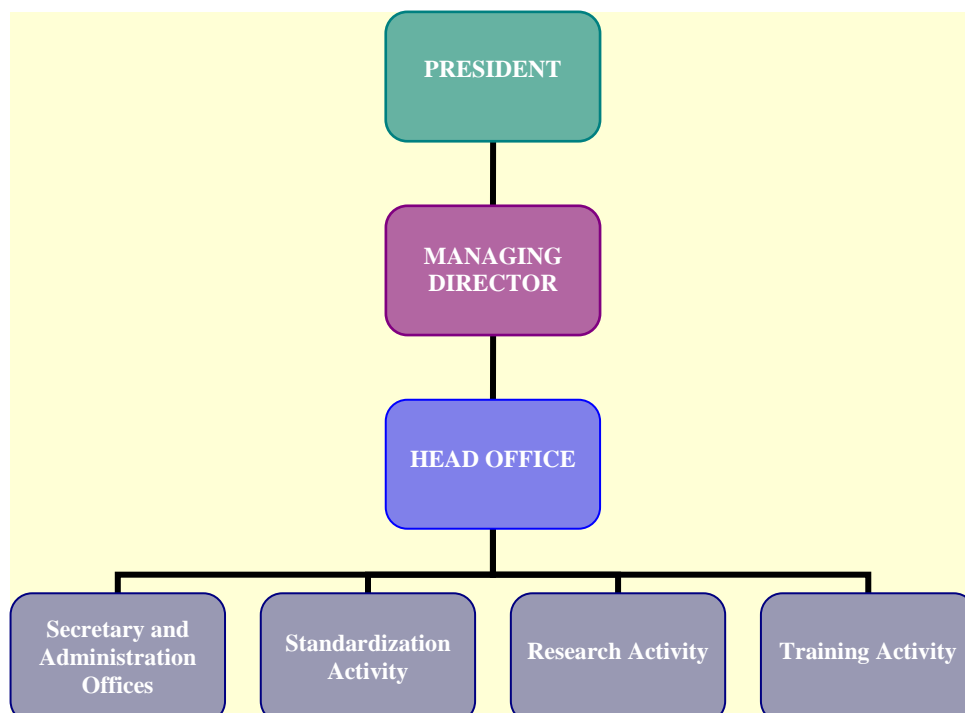 PRESIDENT
MANAGING
DIRECTOR
HEAD OFFICE
Secretary and
Administration
Offices
Standardization
Activity
Research Activity
Training Activity